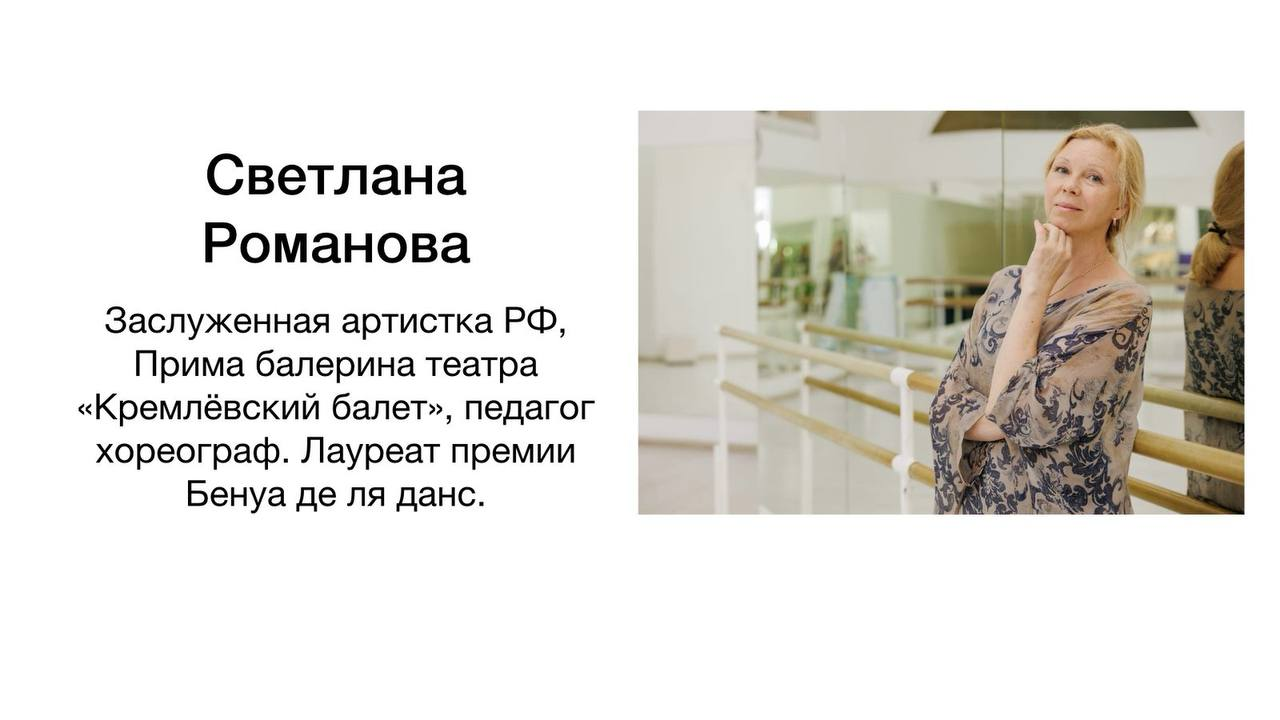 Светлана
Романова
Заслуженная артистка РФ,
Прима балерина театра
«Кремлёвский балет», педагог
хореограф. Лауреат премии
Бенуа де ля данс.